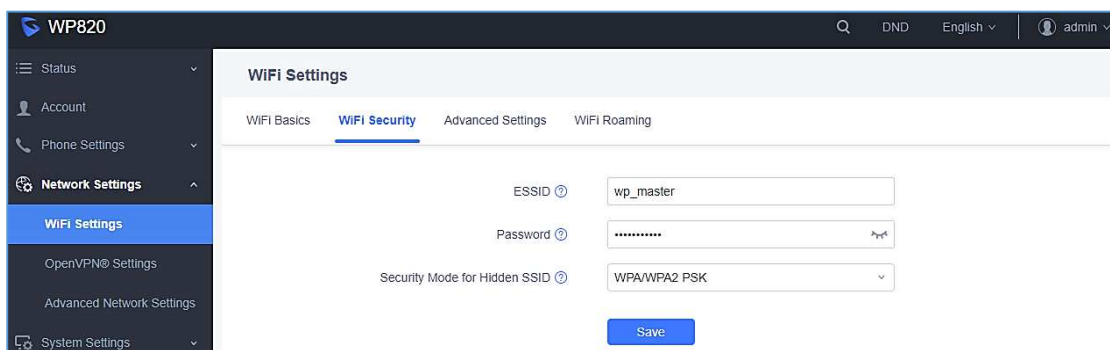 WP820 DND English admin
Status
Account
Phone Settings
Network Settings
WiFi Settings
OpenVPN® Settings
Advanced Network Settings
System Settings
WiFi Settings
WiFi Basics WiFi Security Advanced Settings WiFi Roaming
ESSID wp_master
Password •••••••••••
Security Mode for Hidden SSID WPA/WPA2 PSK
Save